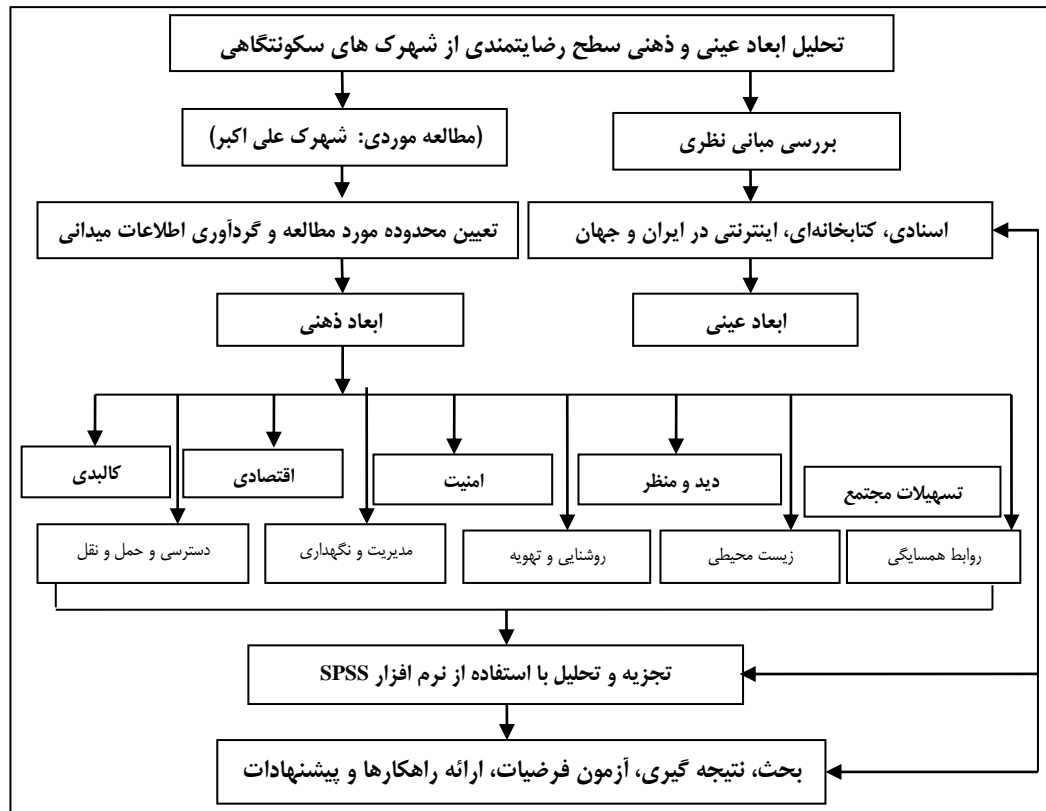 تحلیل ابعاد عینی و ذهنی سطح رضایتمندی از شهرک های سکونتگاهی
بررسی مبانی نظری
(مطالعه موردی: شهرک علی اکبر)
اسنادی، کتابخانه‌ای، اینترنتی در ایران و جهان
تعیین محدوده مورد مطالعه و گردآوری اطلاعات میدانی
ابعاد عینی
ابعاد ذهنی
تسهیلات مجتمع
دید و منظر
امنیت
اقتصادی
کالبدی
روابط همسایگی
زیست محیطی
روشنایی و تهویه
مدیریت و نگهداری
دسترسی و حمل و نقل
تجزیه و تحلیل با استفاده از نرم افزار SPSS
بحث، نتیجه گیری، آزمون فرضیات، ارائه راهکارها و پیشنهادات